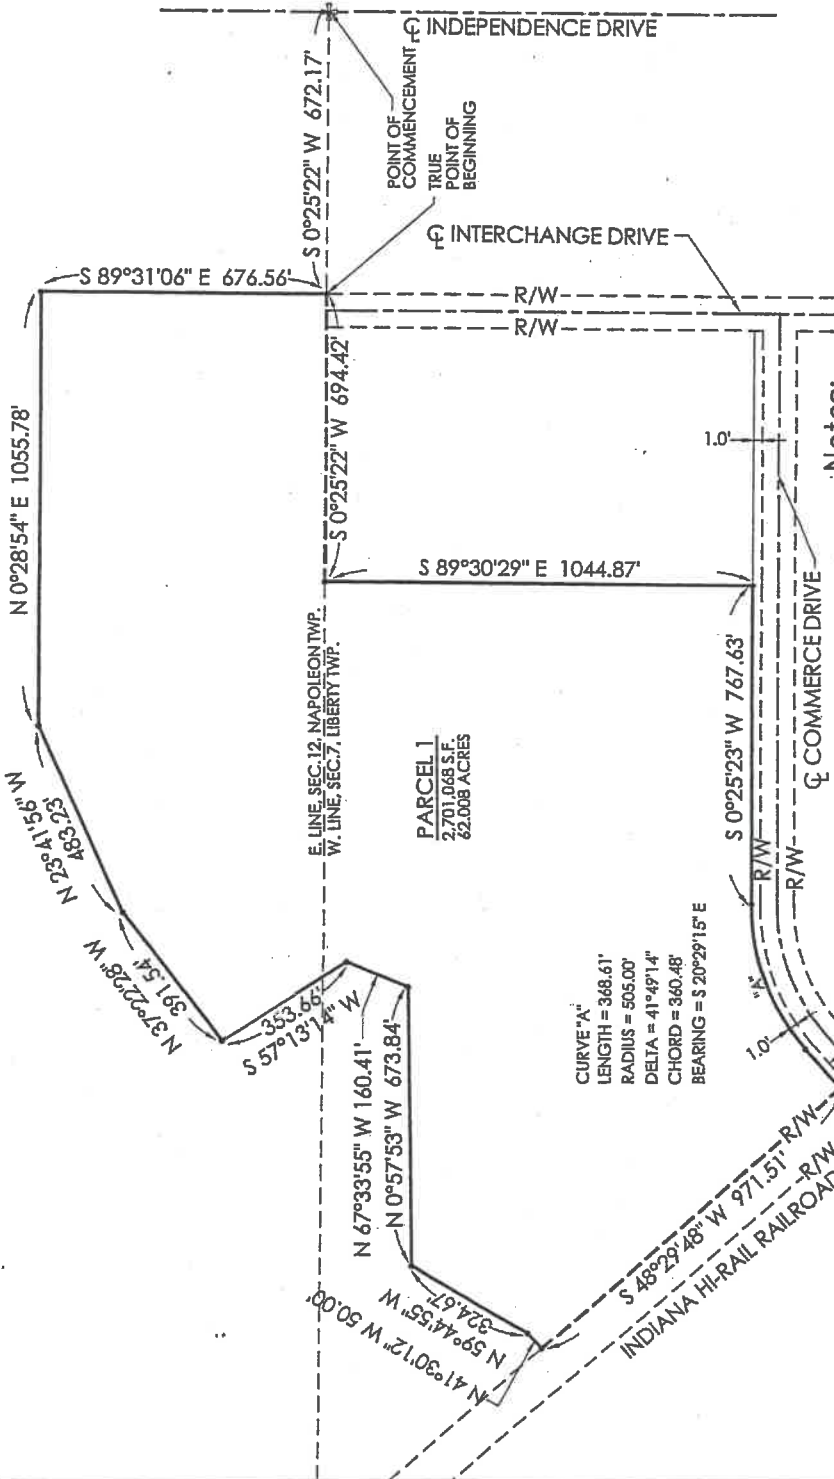 ℄ INDEPENDENCE DRIVE
S 0°25'22" W 672.17'
POINT OF
COMMENCEMENT
TRUE
POINT OF
BEGINNING
℄ INTERCHANGE DRIVE
S 89°31'06" E 676.56'
R/W
R/W
N 0°28'54" E 1055.78'
S 0°25'22" W 694.42'
1.0'
Notes:
S 89°30'29" E 1044.87'
E. LINE, SEC.12, NAPOLEON TWP.
W. LINE, SEC.7, LIBERTY TWP.
PARCEL 1
2,701,068 S.F.
62.008 ACRES
S 0°25'23" W 767.63'
℄ COMMERCE DRIVE
R/W
R/W
N 23°41'56" W
483.23'
N 37°22'28" W
391.54'
353.66'
S 57°13'14" W
N 67°33'55" W 160.41'
N 0°57'53" W 673.84'
CURVE "A"
LENGTH = 368.61'
RADIUS = 505.00'
DELTA = 41°49'14"
CHORD = 360.48'
BEARING = S 20°29'15" E
"A"
1.0'
324.67'
N 59°44'55" W
N 41°30'12" W 50.00'
S 48°29'48" W 971.51'
R/W
R/W
INDIANA HI-RAIL RAILROAD